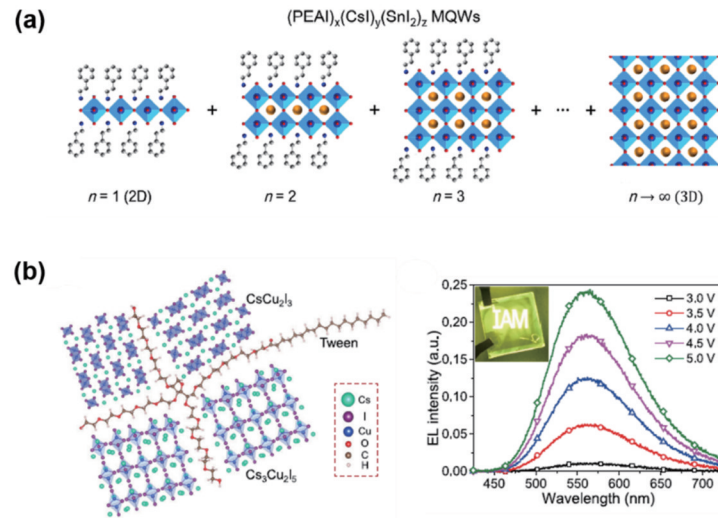 (a)
(PEAI)ₓ(CsI)ᵧ(SnI₂)z MQWs
+ + + ... +
n = 1 (2D) n = 2 n = 3 n → ∞ (3D)
(b)
CsCu₂I₃
Tween
Cs
I
Cu
O
C
H
Cs₃Cu₂I₅
EL intensity (a.u.)
0,25
0,20
0,15
0,10
0,05
0,00
IAM
3.0 V
3.5 V
4.0 V
4.5 V
5.0 V
450 500 550 600 650 700
Wavelength (nm)